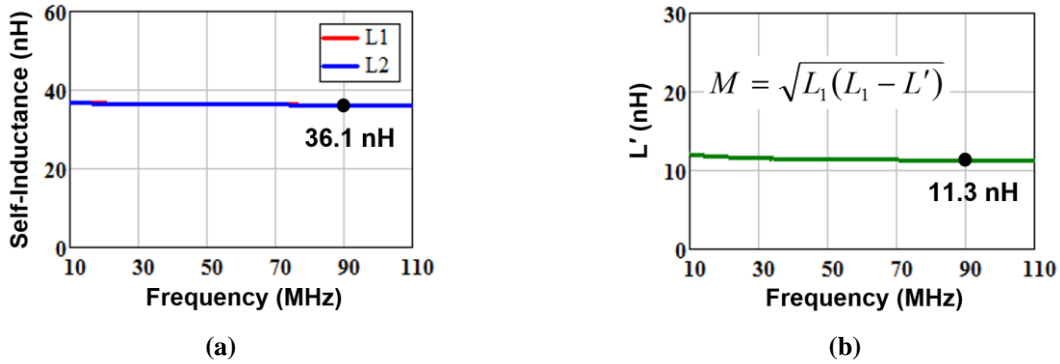 Self-Inductance (nH)
60
40
20
0
L1
L2
36.1 nH
10 30 50 70 90 110
Frequency (MHz)
(a)
L′ (nH)
30
20
10
0
M = √L₁(L₁ − L′)
11.3 nH
10 30 50 70 90 110
Frequency (MHz)
(b)